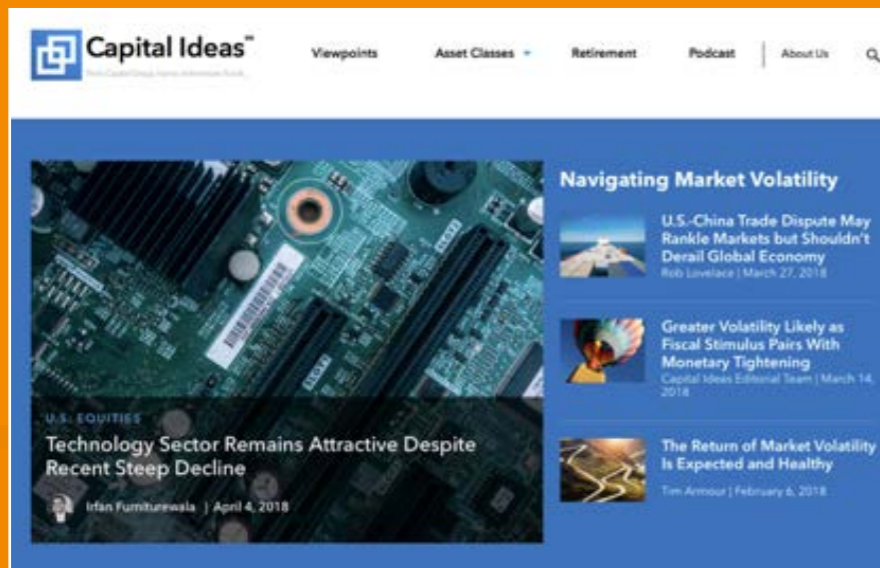 Capital Ideas™
Viewpoints
Asset Classes
Retirement
Podcast
About Us
U.S. EQUITIES
Technology Sector Remains Attractive Despite
Recent Steep Decline
Irfan Furniturewala | April 4, 2018
Navigating Market Volatility
U.S.-China Trade Dispute May
Rankle Markets but Shouldn't
Derail Global Economy
Rob Lovelace | March 27, 2018
Greater Volatility Likely as
Fiscal Stimulus Pairs With
Monetary Tightening
Capital Ideas Editorial Team | March 14,
2018
The Return of Market Volatility
Is Expected and Healthy
Tim Armour | February 6, 2018